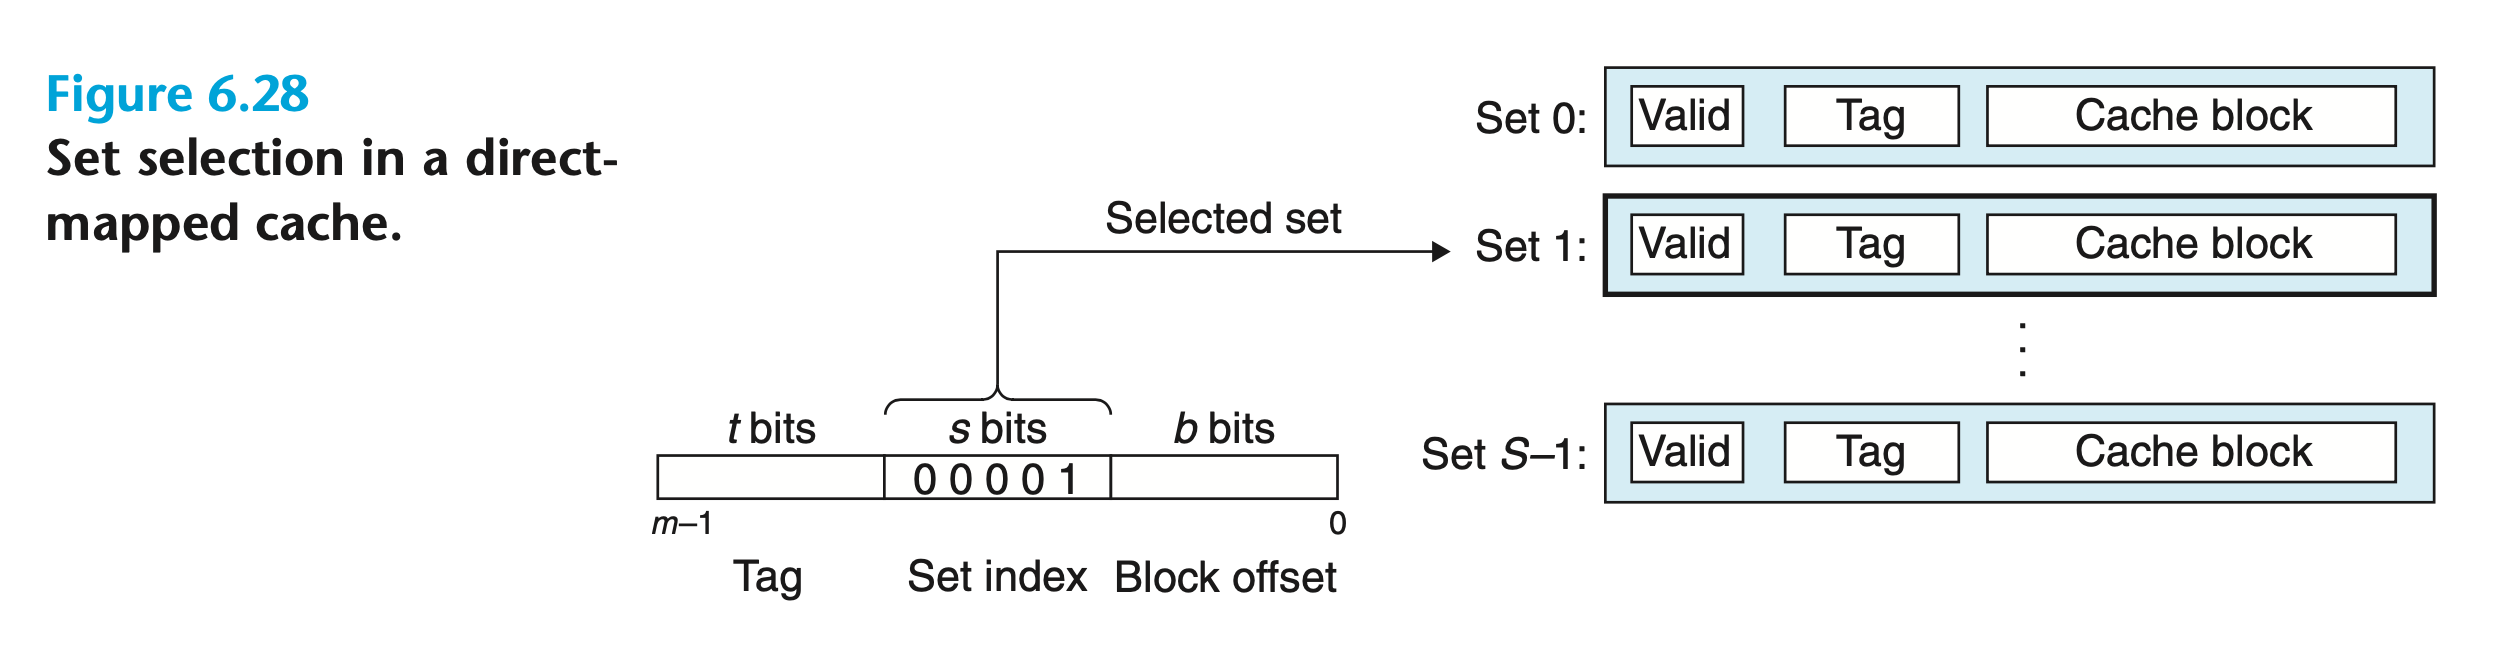 Figure 6.28
Set selection in a direct-
mapped cache.
Set 0: Valid Tag Cache block
Selected set
Set 1: Valid Tag Cache block
.
.
.
t bits s bits b bits
Set S–1: Valid Tag Cache block
0 0 0 0 1
m–1 0
Tag Set index Block offset